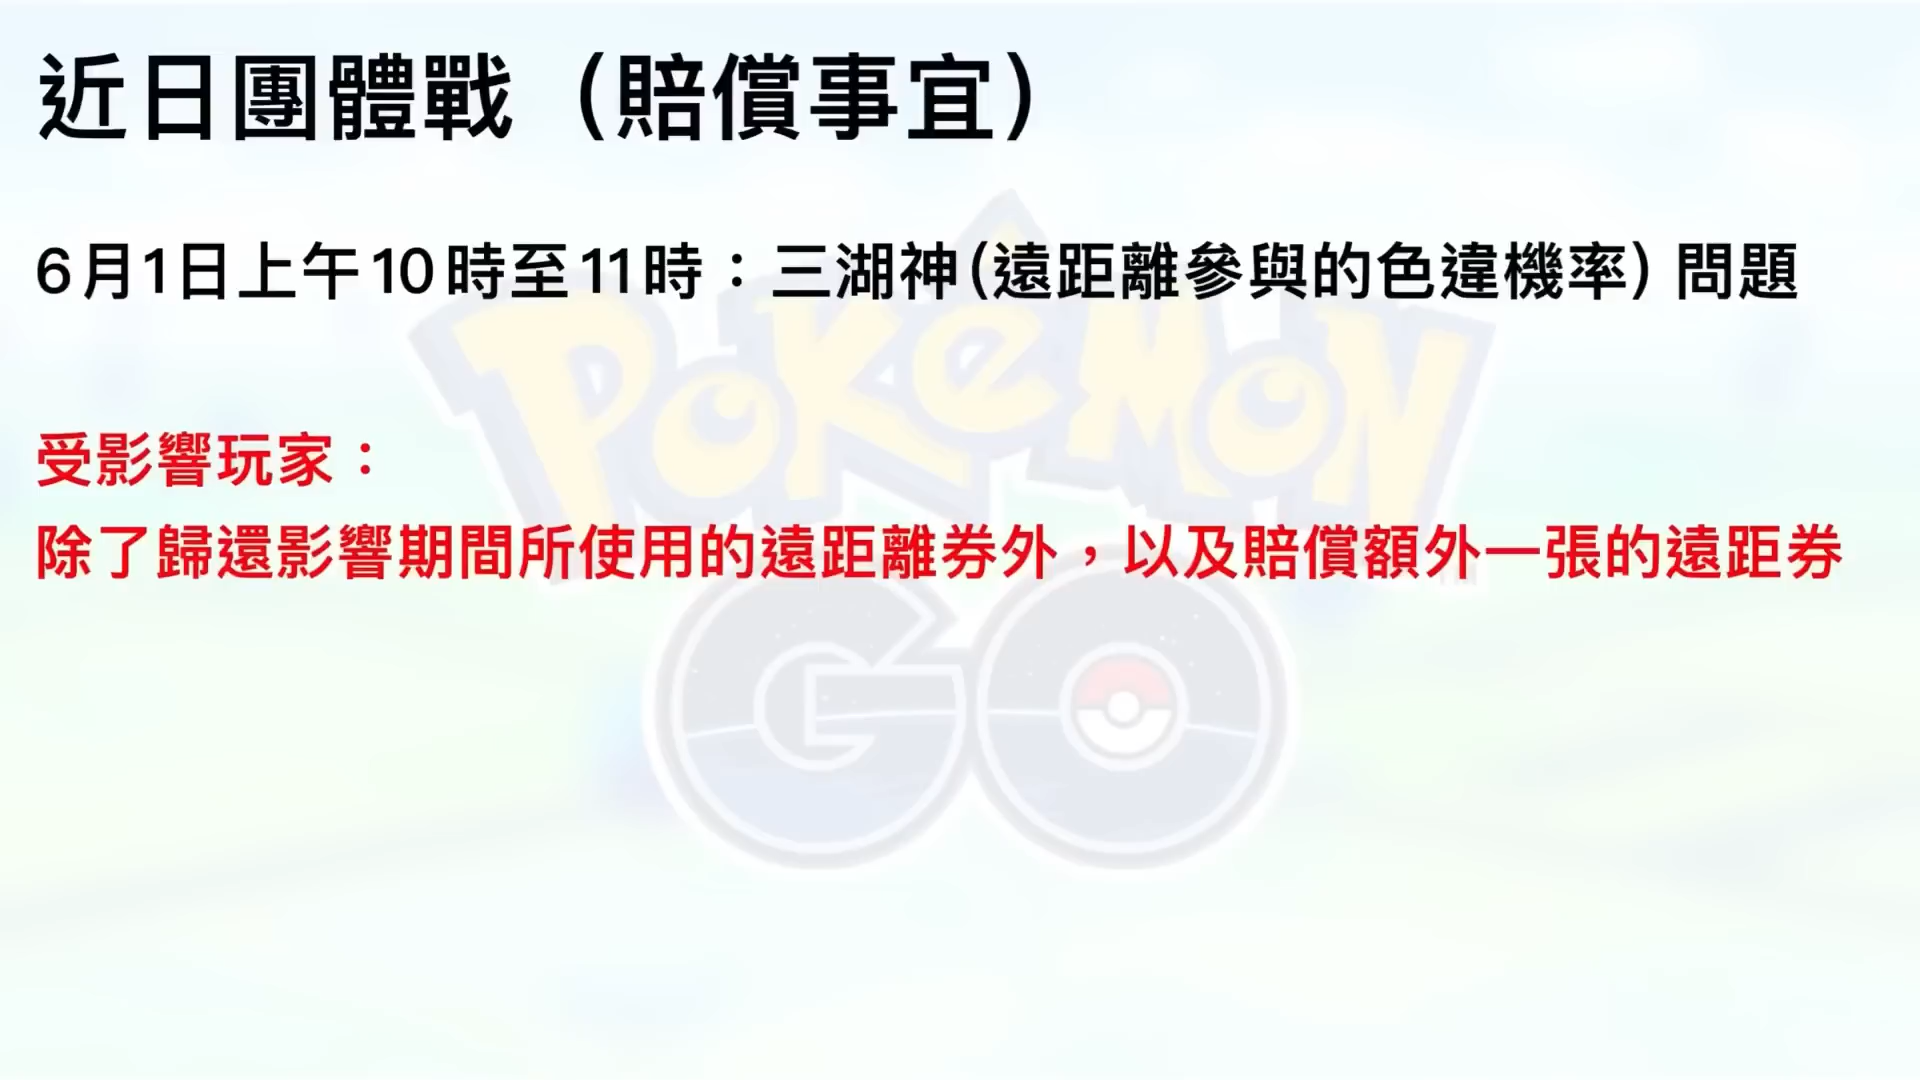 近日團體戰（賠償事宜）
6月1日上午10時至11時：三湖神(遠距離參與的色違機率) 問題
受影響玩家：
除了歸還影響期間所使用的遠距離券外，以及賠償額外一張的遠距券
POKÉMON
GO